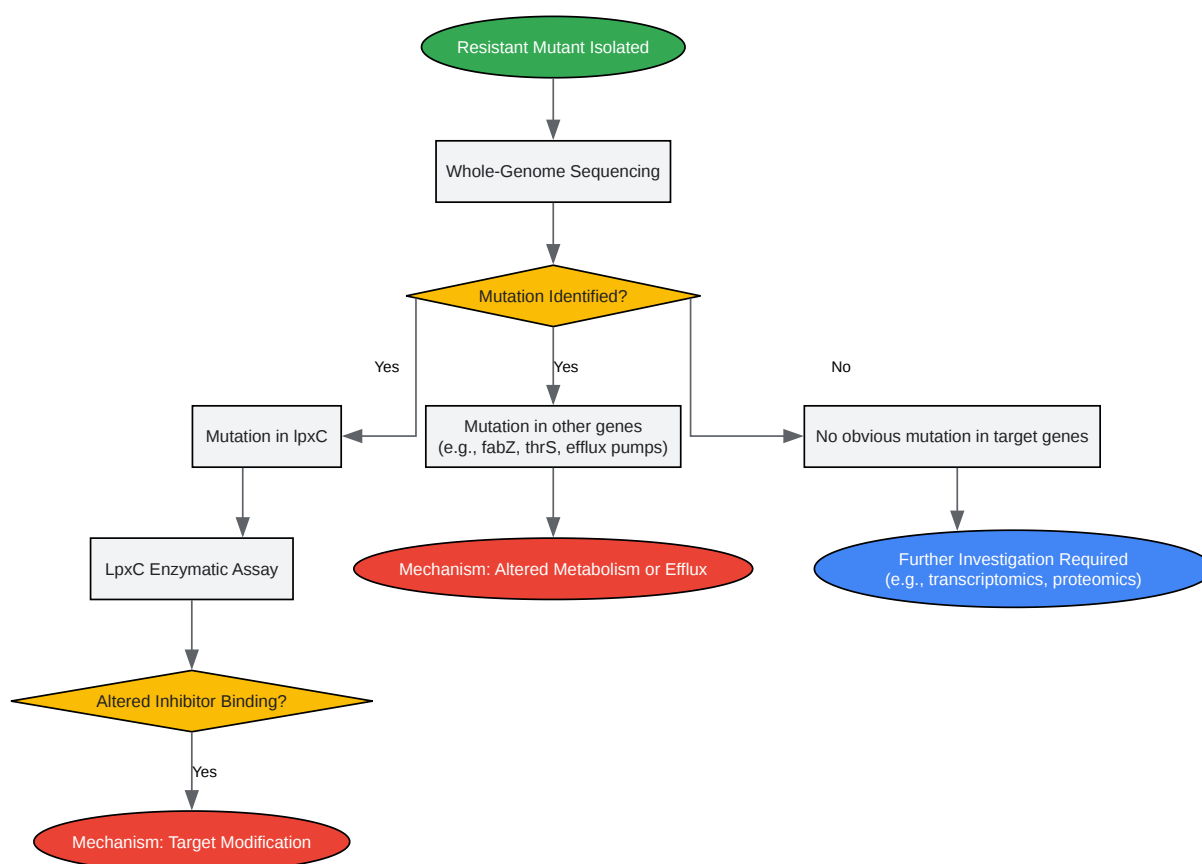 Resistant Mutant Isolated
Whole-Genome Sequencing
Mutation Identified?
Yes
Yes
No
Mutation in lpxC
Mutation in other genes
(e.g., fabZ, thrS, efflux pumps)
No obvious mutation in target genes
LpxC Enzymatic Assay
Mechanism: Altered Metabolism or Efflux
Further Investigation Required
(e.g., transcriptomics, proteomics)
Altered Inhibitor Binding?
Yes
Mechanism: Target Modification